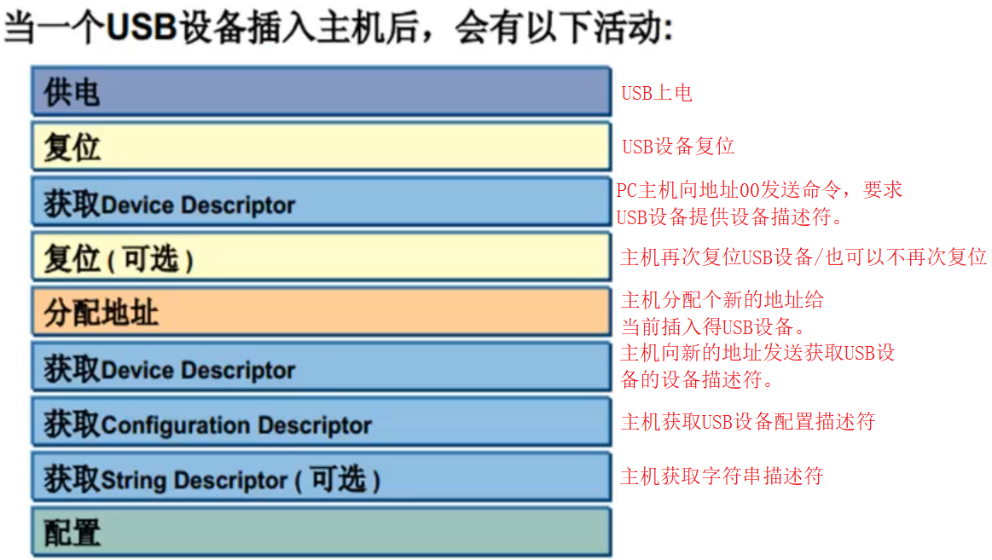 当一个USB设备插入主机后，会有以下活动:
供电
USB上电
复位
USB设备复位
获取Device Descriptor
PC主机向地址00发送命令，要求
USB设备提供设备描述符。
复位 ( 可选 )
主机再次复位USB设备/也可以不再次复位
分配地址
主机分配个新的地址给
当前插入得USB设备。
获取Device Descriptor
主机向新的地址发送获取USB设
备的设备描述符。
获取Configuration Descriptor
主机获取USB设备配置描述符
获取String Descriptor ( 可选 )
主机获取字符串描述符
配置